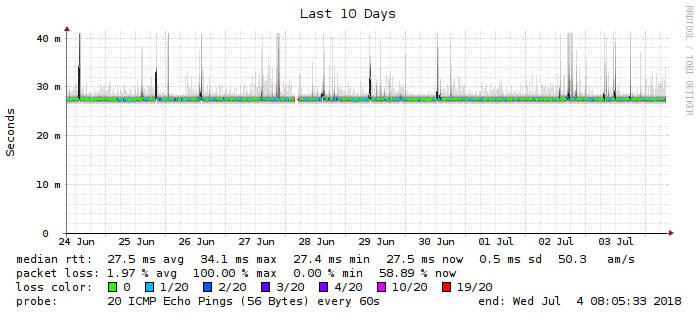 Last 10 Days
RRDTOOL / TOBI OETIKER
Seconds
40 m
30 m
20 m
10 m
0
24 Jun 25 Jun 26 Jun 27 Jun 28 Jun 29 Jun 30 Jun 01 Jul 02 Jul 03 Jul
median rtt: 27.5 ms avg 34.1 ms max 27.4 ms min 27.5 ms now 0.5 ms sd 50.3 am/s
packet loss: 1.97 % avg 100.00 % max 0.00 % min 58.89 % now
loss color: 0 1/20 2/20 3/20 4/20 10/20 19/20
probe: 20 ICMP Echo Pings (56 Bytes) every 60s end: Wed Jul 4 08:05:33 2018